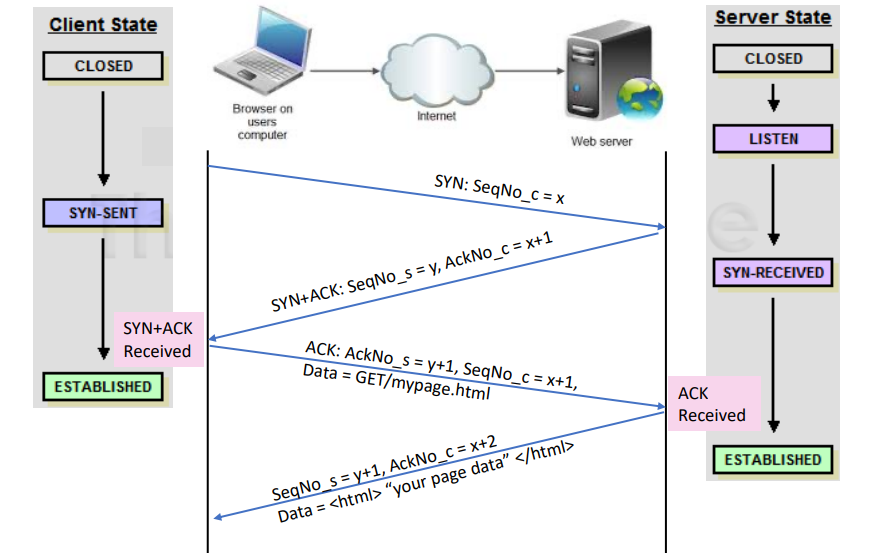 Client State
CLOSED
SYN-SENT
SYN+ACK
Received
ESTABLISHED
Browser on
users
computer
Internet
Web server
SYN: SeqNo_c = x
SYN+ACK: SeqNo_s = y, AckNo_c = x+1
ACK: AckNo_s = y+1, SeqNo_c = x+1,
Data = GET/mypage.html
SeqNo_s = y+1, AckNo_c = x+2
Data = <html> “your page data” </html>
Server State
CLOSED
LISTEN
SYN-RECEIVED
ACK
Received
ESTABLISHED